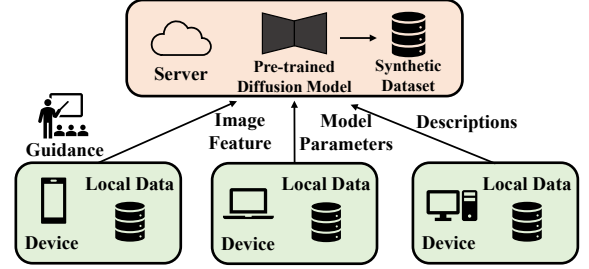 Server
Pre-trained
Diffusion Model
Synthetic
Dataset
Guidance
Image
Feature
Model
Parameters
Descriptions
Local Data
Device
Local Data
Device
Local Data
Device